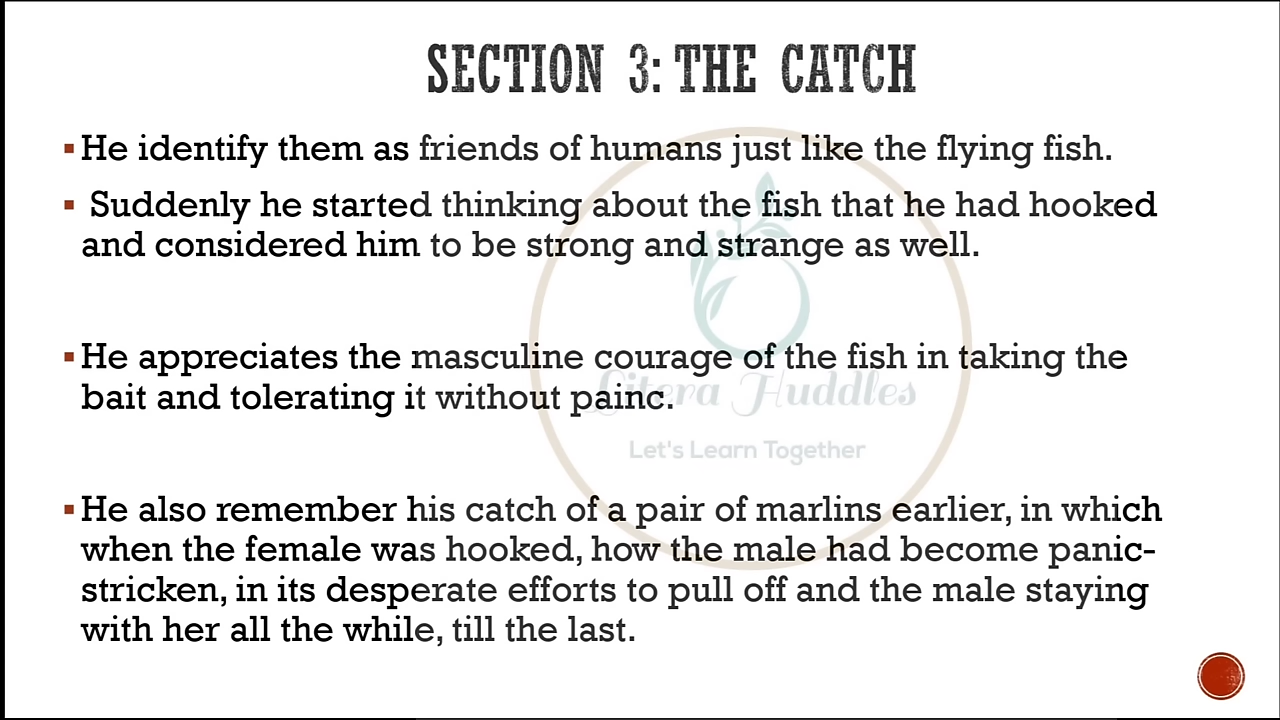 SECTION 3: THE CATCH
▪ He identify them as friends of humans just like the flying fish.
▪ Suddenly he started thinking about the fish that he had hooked
and considered him to be strong and strange as well.
▪ He appreciates the masculine courage of the fish in taking the
bait and tolerating it without painc.
Litera Huddles
Let's Learn Together
▪ He also remember his catch of a pair of marlins earlier, in which
when the female was hooked, how the male had become panic-
stricken, in its desperate efforts to pull off and the male staying
with her all the while, till the last.